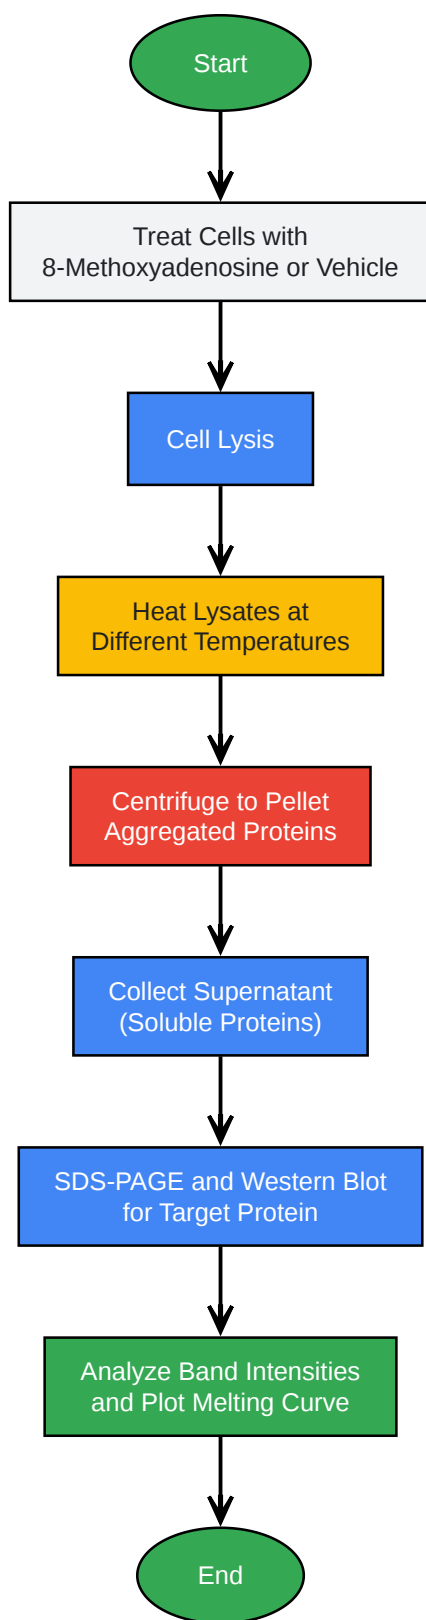 Start
Treat Cells with
8-Methoxyadenosine or Vehicle
Cell Lysis
Heat Lysates at
Different Temperatures
Centrifuge to Pellet
Aggregated Proteins
Collect Supernatant
(Soluble Proteins)
SDS-PAGE and Western Blot
for Target Protein
Analyze Band Intensities
and Plot Melting Curve
End